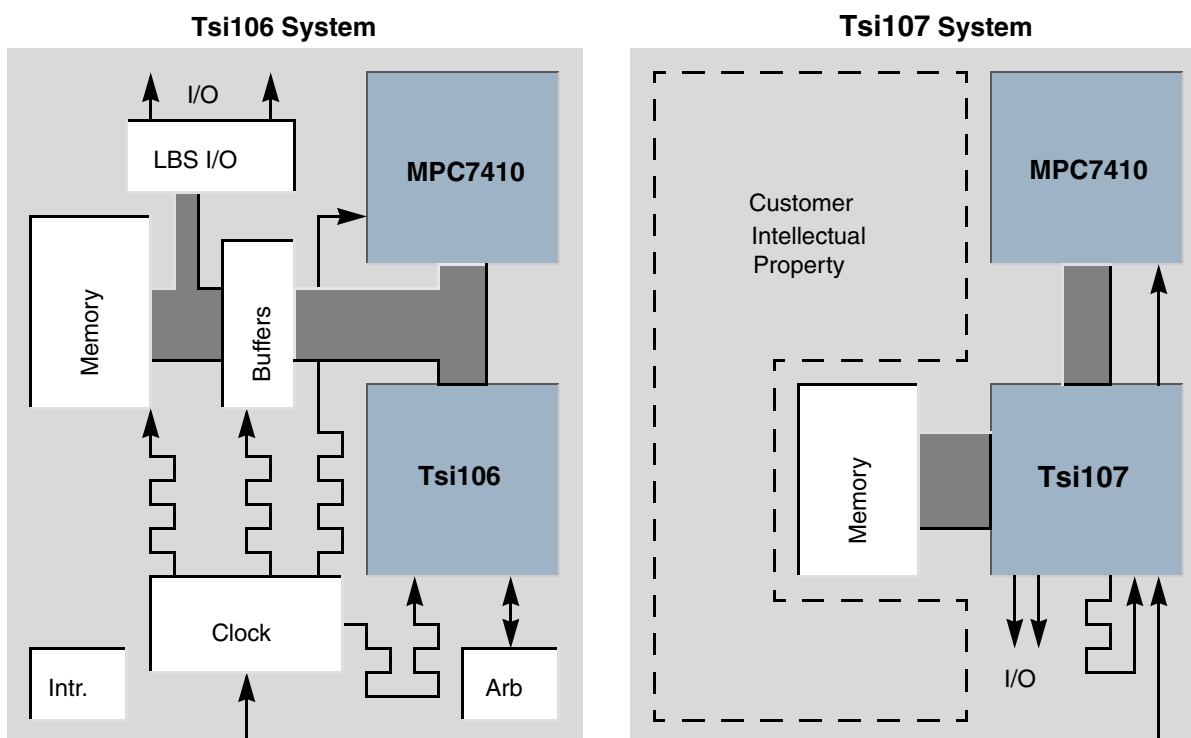 Tsi106 System
I/O
LBS I/O
MPC7410
Memory
Buffers
Tsi106
Clock
Intr.
Arb
Tsi107 System
MPC7410
Customer
Intellectual
Property
Memory
Tsi107
I/O